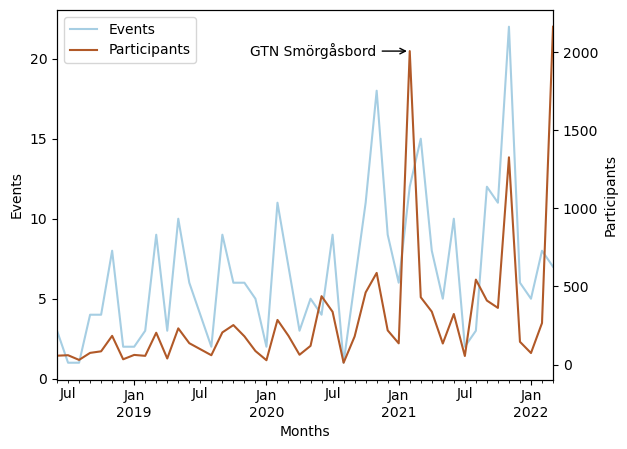 Events
Participants
GTN Smörgåsbord
20
15
10
5
0
Events
2000
1500
1000
500
0
Participants
Jul Jan Jul Jan Jul Jan Jul Jan
2019 2020 2021 2022
Months